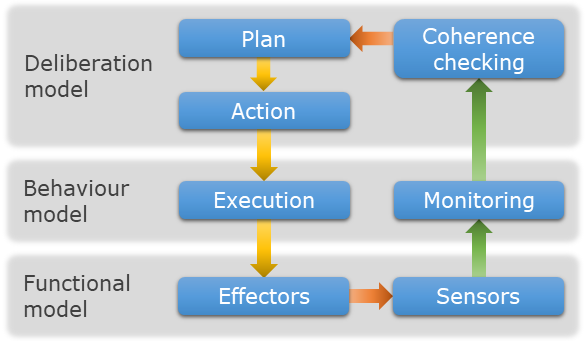 Deliberation
model
Plan
Coherence
checking
Action
Behaviour
model
Execution
Monitoring
Functional
model
Effectors
Sensors